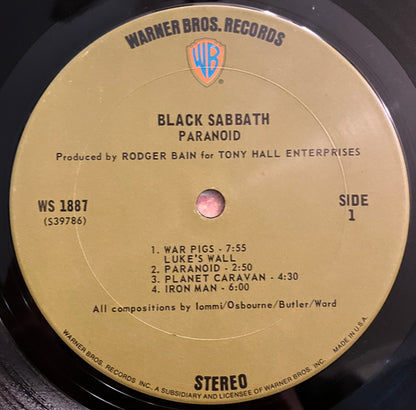 WARNER BROS. RECORDS
WB
®
BLACK SABBATH
PARANOID
Produced by RODGER BAIN for TONY HALL ENTERPRISES
WS 1887
(S39786)
SIDE
1
1. WAR PIGS - 7:55
LUKE'S WALL
2. PARANOID - 2:50
3. PLANET CARAVAN - 4:30
4. IRON MAN - 6:00
All compositions by Iommi/Osbourne/Butler/Ward
STEREO
WARNER BROS. RECORDS INC. A SUBSIDIARY AND LICENSEE OF WARNER BROS. INC. MADE IN U.S.A.